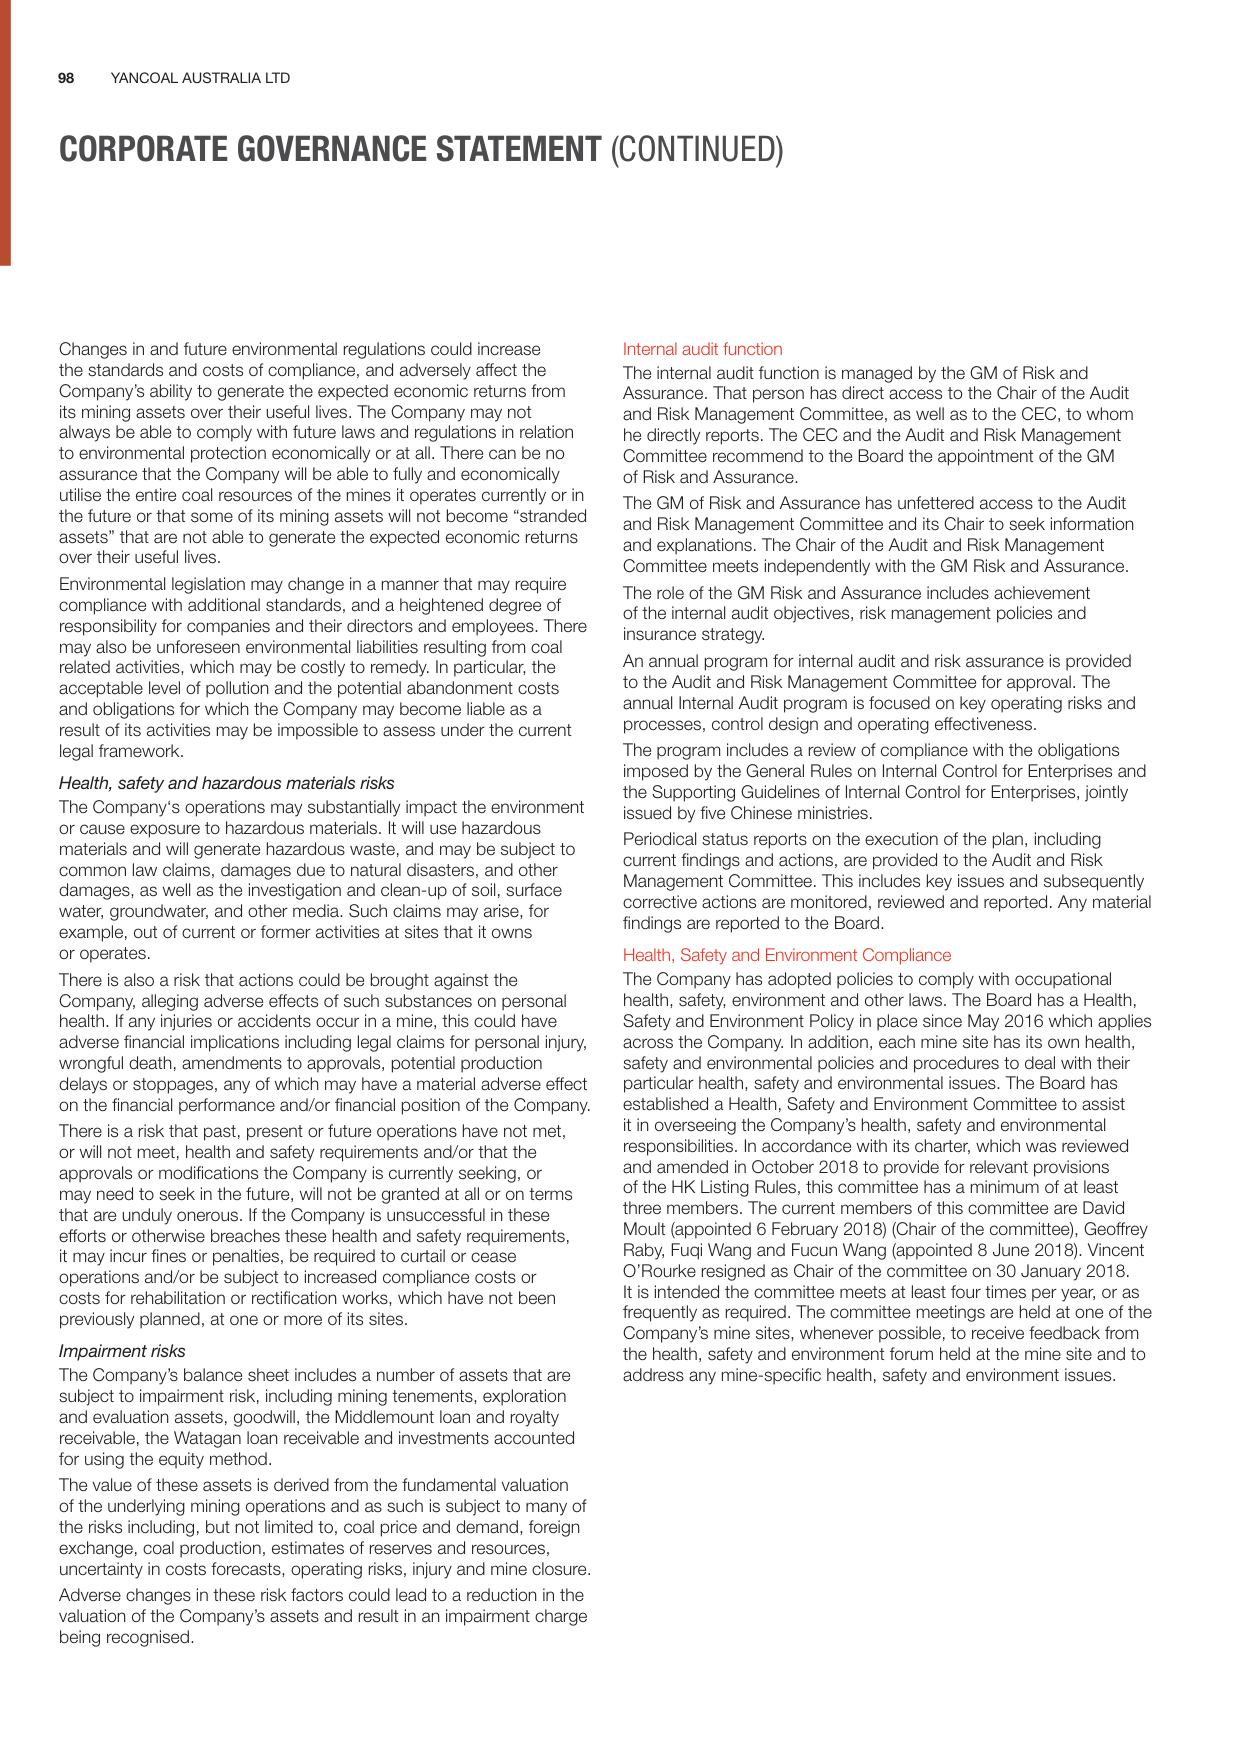 98 YANCOAL AUSTRALIA LTD
CORPORATE GOVERNANCE STATEMENT (CONTINUED)
Changes in and future environmental regulations could increase
the standards and costs of compliance, and adversely affect the
Company’s ability to generate the expected economic returns from
its mining assets over their useful lives. The Company may not
always be able to comply with future laws and regulations in relation
to environmental protection economically or at all. There can be no
assurance that the Company will be able to fully and economically
utilise the entire coal resources of the mines it operates currently or in
the future or that some of its mining assets will not become “stranded
assets” that are not able to generate the expected economic returns
over their useful lives.
Environmental legislation may change in a manner that may require
compliance with additional standards, and a heightened degree of
responsibility for companies and their directors and employees. There
may also be unforeseen environmental liabilities resulting from coal
related activities, which may be costly to remedy. In particular, the
acceptable level of pollution and the potential abandonment costs
and obligations for which the Company may become liable as a
result of its activities may be impossible to assess under the current
legal framework.
Health, safety and hazardous materials risks
The Company‘s operations may substantially impact the environment
or cause exposure to hazardous materials. It will use hazardous
materials and will generate hazardous waste, and may be subject to
common law claims, damages due to natural disasters, and other
damages, as well as the investigation and clean-up of soil, surface
water, groundwater, and other media. Such claims may arise, for
example, out of current or former activities at sites that it owns
or operates.
There is also a risk that actions could be brought against the
Company, alleging adverse effects of such substances on personal
health. If any injuries or accidents occur in a mine, this could have
adverse financial implications including legal claims for personal injury,
wrongful death, amendments to approvals, potential production
delays or stoppages, any of which may have a material adverse effect
on the financial performance and/or financial position of the Company.
There is a risk that past, present or future operations have not met,
or will not meet, health and safety requirements and/or that the
approvals or modifications the Company is currently seeking, or
may need to seek in the future, will not be granted at all or on terms
that are unduly onerous. If the Company is unsuccessful in these
efforts or otherwise breaches these health and safety requirements,
it may incur fines or penalties, be required to curtail or cease
operations and/or be subject to increased compliance costs or
costs for rehabilitation or rectification works, which have not been
previously planned, at one or more of its sites.
Impairment risks
The Company’s balance sheet includes a number of assets that are
subject to impairment risk, including mining tenements, exploration
and evaluation assets, goodwill, the Middlemount loan and royalty
receivable, the Watagan loan receivable and investments accounted
for using the equity method.
The value of these assets is derived from the fundamental valuation
of the underlying mining operations and as such is subject to many of
the risks including, but not limited to, coal price and demand, foreign
exchange, coal production, estimates of reserves and resources,
uncertainty in costs forecasts, operating risks, injury and mine closure.
Adverse changes in these risk factors could lead to a reduction in the
valuation of the Company’s assets and result in an impairment charge
being recognised.
Internal audit function
The internal audit function is managed by the GM of Risk and
Assurance. That person has direct access to the Chair of the Audit
and Risk Management Committee, as well as to the CEC, to whom
he directly reports. The CEC and the Audit and Risk Management
Committee recommend to the Board the appointment of the GM
of Risk and Assurance.
The GM of Risk and Assurance has unfettered access to the Audit
and Risk Management Committee and its Chair to seek information
and explanations. The Chair of the Audit and Risk Management
Committee meets independently with the GM Risk and Assurance.
The role of the GM Risk and Assurance includes achievement
of the internal audit objectives, risk management policies and
insurance strategy.
An annual program for internal audit and risk assurance is provided
to the Audit and Risk Management Committee for approval. The
annual Internal Audit program is focused on key operating risks and
processes, control design and operating effectiveness.
The program includes a review of compliance with the obligations
imposed by the General Rules on Internal Control for Enterprises and
the Supporting Guidelines of Internal Control for Enterprises, jointly
issued by five Chinese ministries.
Periodical status reports on the execution of the plan, including
current findings and actions, are provided to the Audit and Risk
Management Committee. This includes key issues and subsequently
corrective actions are monitored, reviewed and reported. Any material
findings are reported to the Board.
Health, Safety and Environment Compliance
The Company has adopted policies to comply with occupational
health, safety, environment and other laws. The Board has a Health,
Safety and Environment Policy in place since May 2016 which applies
across the Company. In addition, each mine site has its own health,
safety and environmental policies and procedures to deal with their
particular health, safety and environmental issues. The Board has
established a Health, Safety and Environment Committee to assist
it in overseeing the Company’s health, safety and environmental
responsibilities. In accordance with its charter, which was reviewed
and amended in October 2018 to provide for relevant provisions
of the HK Listing Rules, this committee has a minimum of at least
three members. The current members of this committee are David
Moult (appointed 6 February 2018) (Chair of the committee), Geoffrey
Raby, Fuqi Wang and Fucun Wang (appointed 8 June 2018). Vincent
O’Rourke resigned as Chair of the committee on 30 January 2018.
It is intended the committee meets at least four times per year, or as
frequently as required. The committee meetings are held at one of the
Company’s mine sites, whenever possible, to receive feedback from
the health, safety and environment forum held at the mine site and to
address any mine-specific health, safety and environment issues.